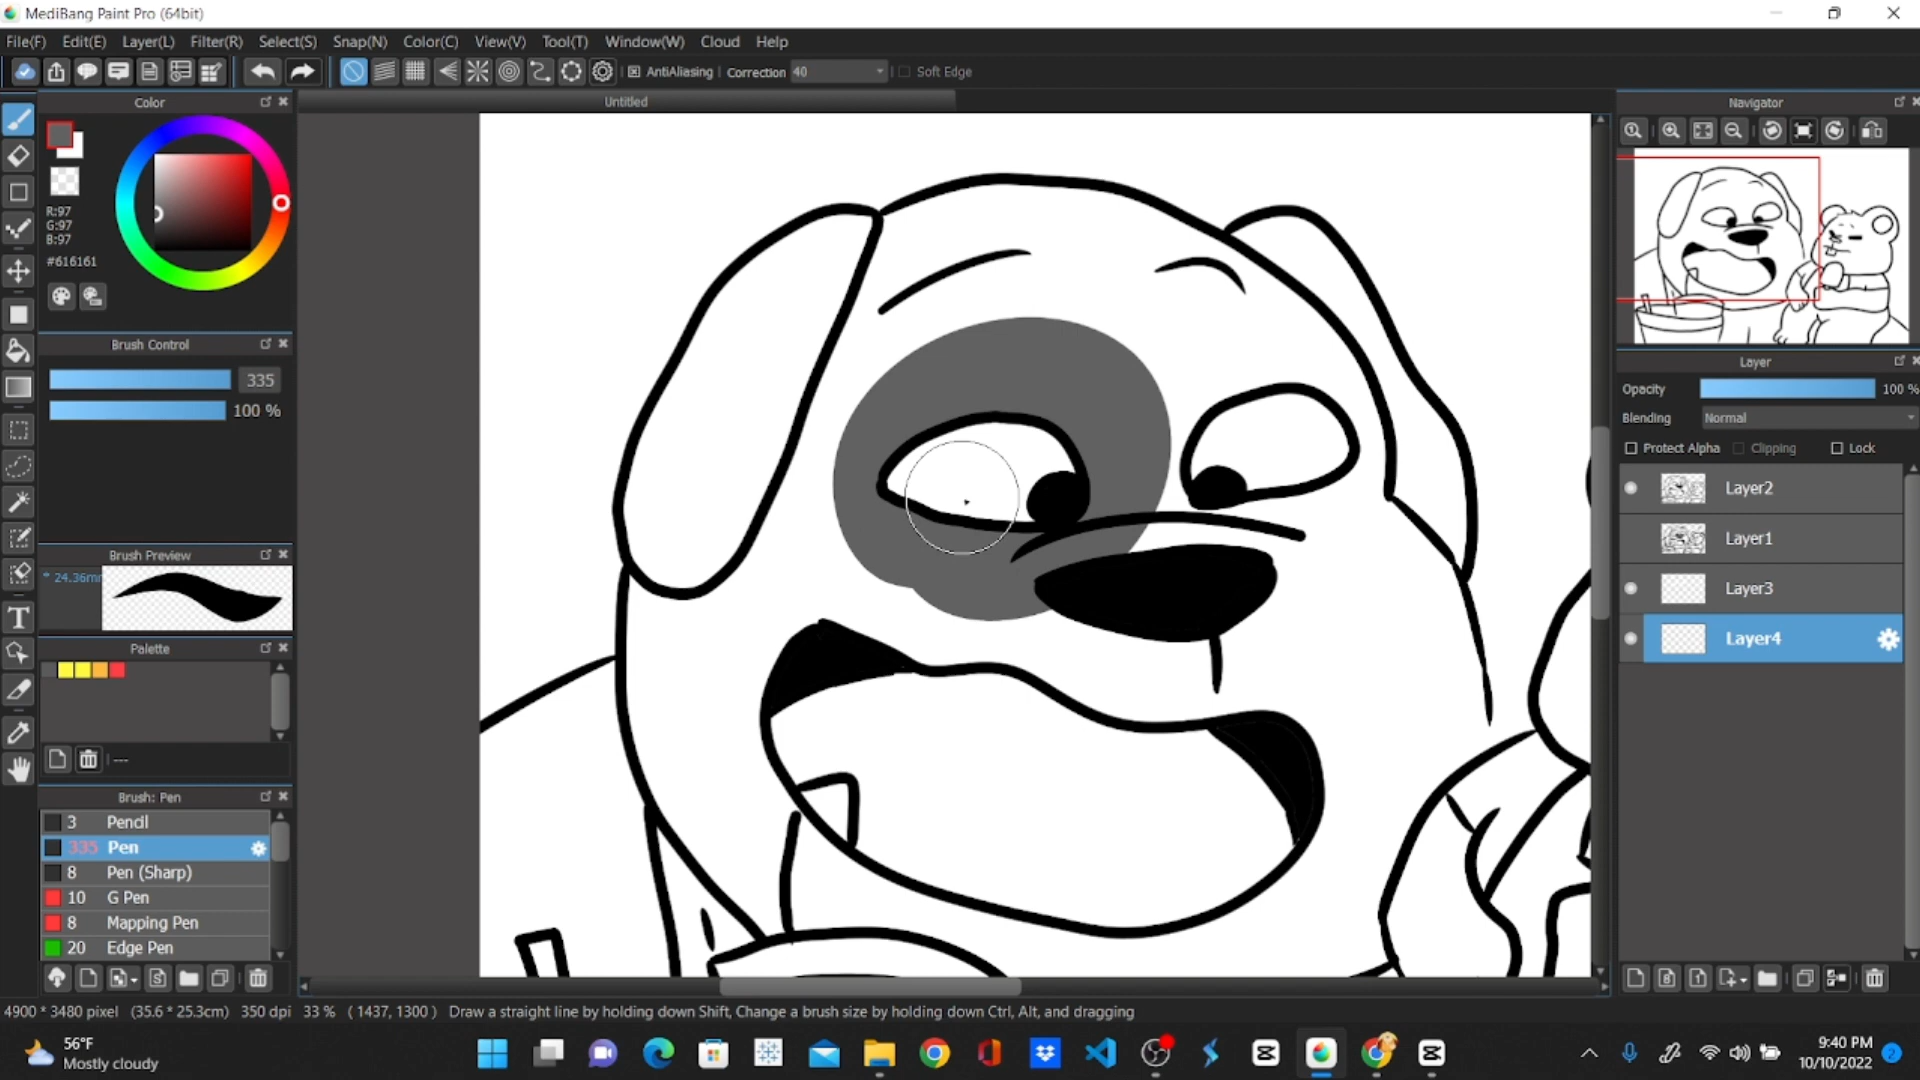 MediBang Paint Pro (64bit)
File(F) Edit(E) Layer(L) Filter(R) Select(S) Snap(N) Color(C) View(V) Tool(T) Window(W) Cloud Help
AntiAliasing Correction 40 Soft Edge
Color
Untitled
Navigator
R:97
G:97
B:97
#616161
Brush Control
335
100 %
Layer
Opacity 100 %
Blending Normal
Protect Alpha Clipping Lock
Layer2
Layer1
Layer3
Layer4
Brush Preview
* 24.36mm
T
Palette
---
Brush: Pen
3 Pencil
335 Pen
8 Pen (Sharp)
10 G Pen
8 Mapping Pen
20 Edge Pen
4900 * 3480 pixel (35.6 * 25.3cm) 350 dpi 33 % ( 1437, 1300 ) Draw a straight line by holding down Shift, Change a brush size by holding down Ctrl, Alt, and dragging
56°F
Mostly cloudy
9:40 PM
10/10/2022
2